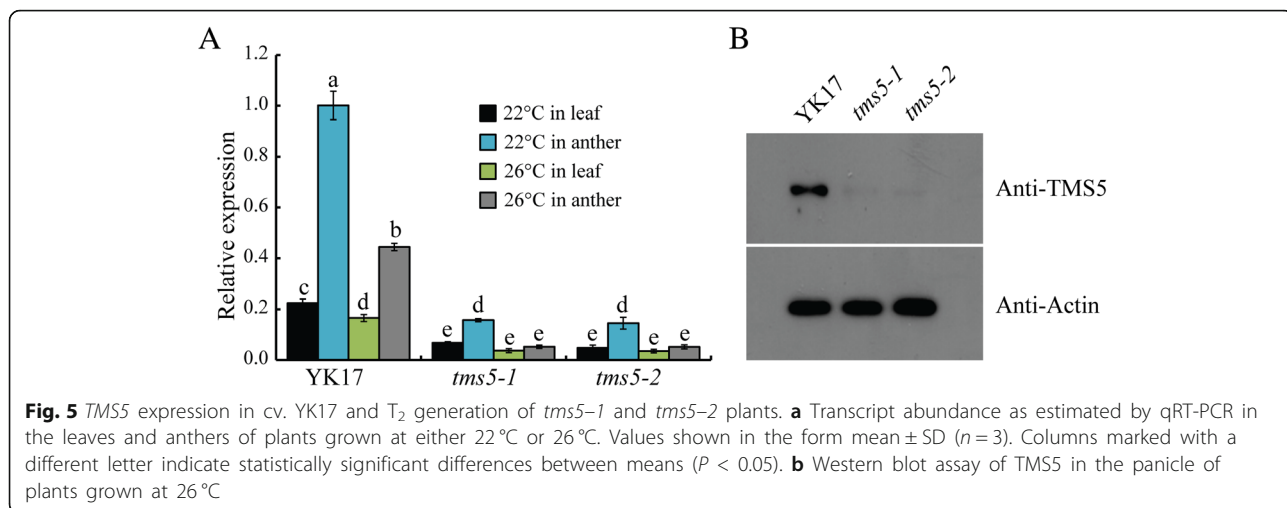 A
B
1.2
1.0
0.8
0.6
0.4
0.2
0.0
Relative expression
a
b
c
d
d
d
e
e
e
e
e
e
22°C in leaf
22°C in anther
26°C in leaf
26°C in anther
YK17
tms5-1
tms5-2
YK17
tms5-1
tms5-2
Anti-TMS5
Anti-Actin
Fig. 5 TMS5 expression in cv. YK17 and T₂ generation of tms5–1 and tms5–2 plants. a Transcript abundance as estimated by qRT-PCR in
the leaves and anthers of plants grown at either 22 °C or 26 °C. Values shown in the form mean ± SD (n = 3). Columns marked with a
different letter indicate statistically significant differences between means (P < 0.05). b Western blot assay of TMS5 in the panicle of
plants grown at 26 °C